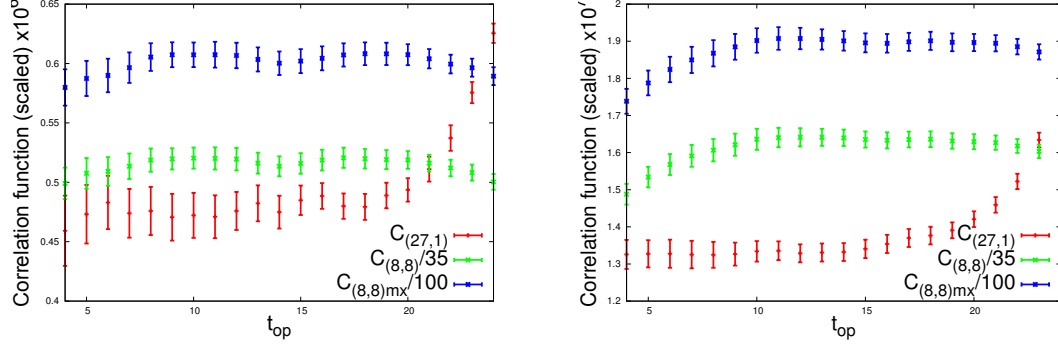 Correlation function (scaled) x10
0.65
0.6
0.55
0.5
0.45
0.4
5
10
15
20
t_op
C_(27,1)
C_(8,8)/35
C_(8,8)mx/100
Correlation function (scaled) x10
2
1.9
1.8
1.7
1.6
1.5
1.4
1.3
1.2
5
10
15
20
t_op
C_(27,1)
C_(8,8)/35
C_(8,8)mx/100